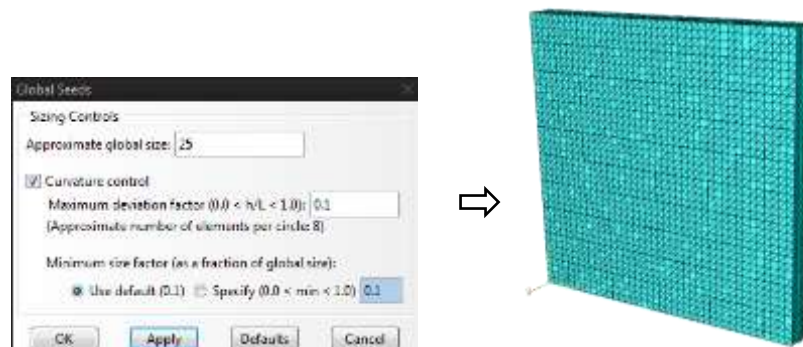 Global Seeds
Sizing Controls
Approximate global size: 25
Curvature control
Maximum deviation factor (0.0 < h/L < 1.0): 0.1
(Approximate number of elements per circle: 8)
Minimum size factor (as a fraction of global size):
Use default (0.1) Specify (0.0 < min < 1.0) 0.1
OK Apply Defaults Cancel